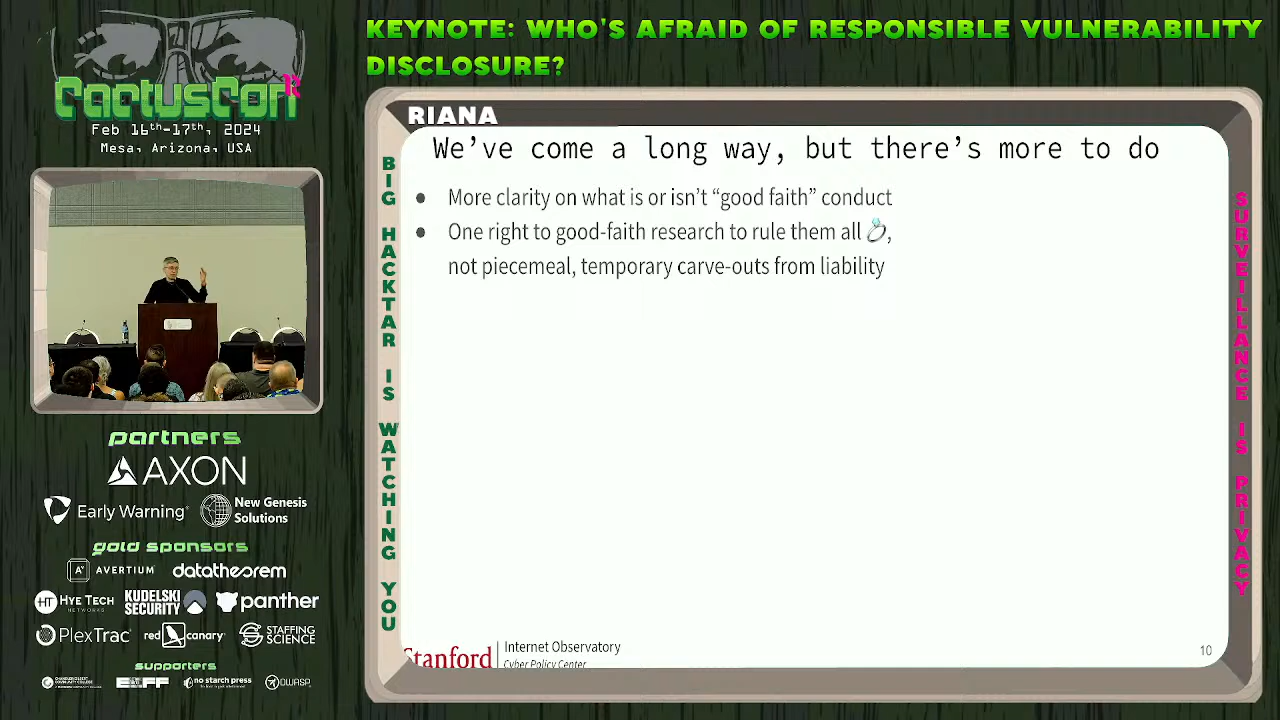 CactusCon
Feb 16th-17th, 2024
Mesa, Arizona, USA
KEYNOTE: WHO'S AFRAID OF RESPONSIBLE VULNERABILITY
DISCLOSURE?
RIANA
We've come a long way, but there's more to do
● More clarity on what is or isn't “good faith” conduct
● One right to good-faith research to rule them all 💍,
not piecemeal, temporary carve-outs from liability
Stanford
Internet Observatory
Cyber Policy Center
10
BIG HACKTAR IS WATCHING YOU
SURVEILLANCE IS PRIVACY
partners
AXON
Early Warning
New Genesis
Solutions
gold sponsors
AVERTIUM
datatheorem
HT HYE TECH
NETWORKS
KUDELSKI
SECURITY
panther
PlexTrac
red canary
STAFFING
SCIENCE
supporters
EFF
no starch press
OWASP